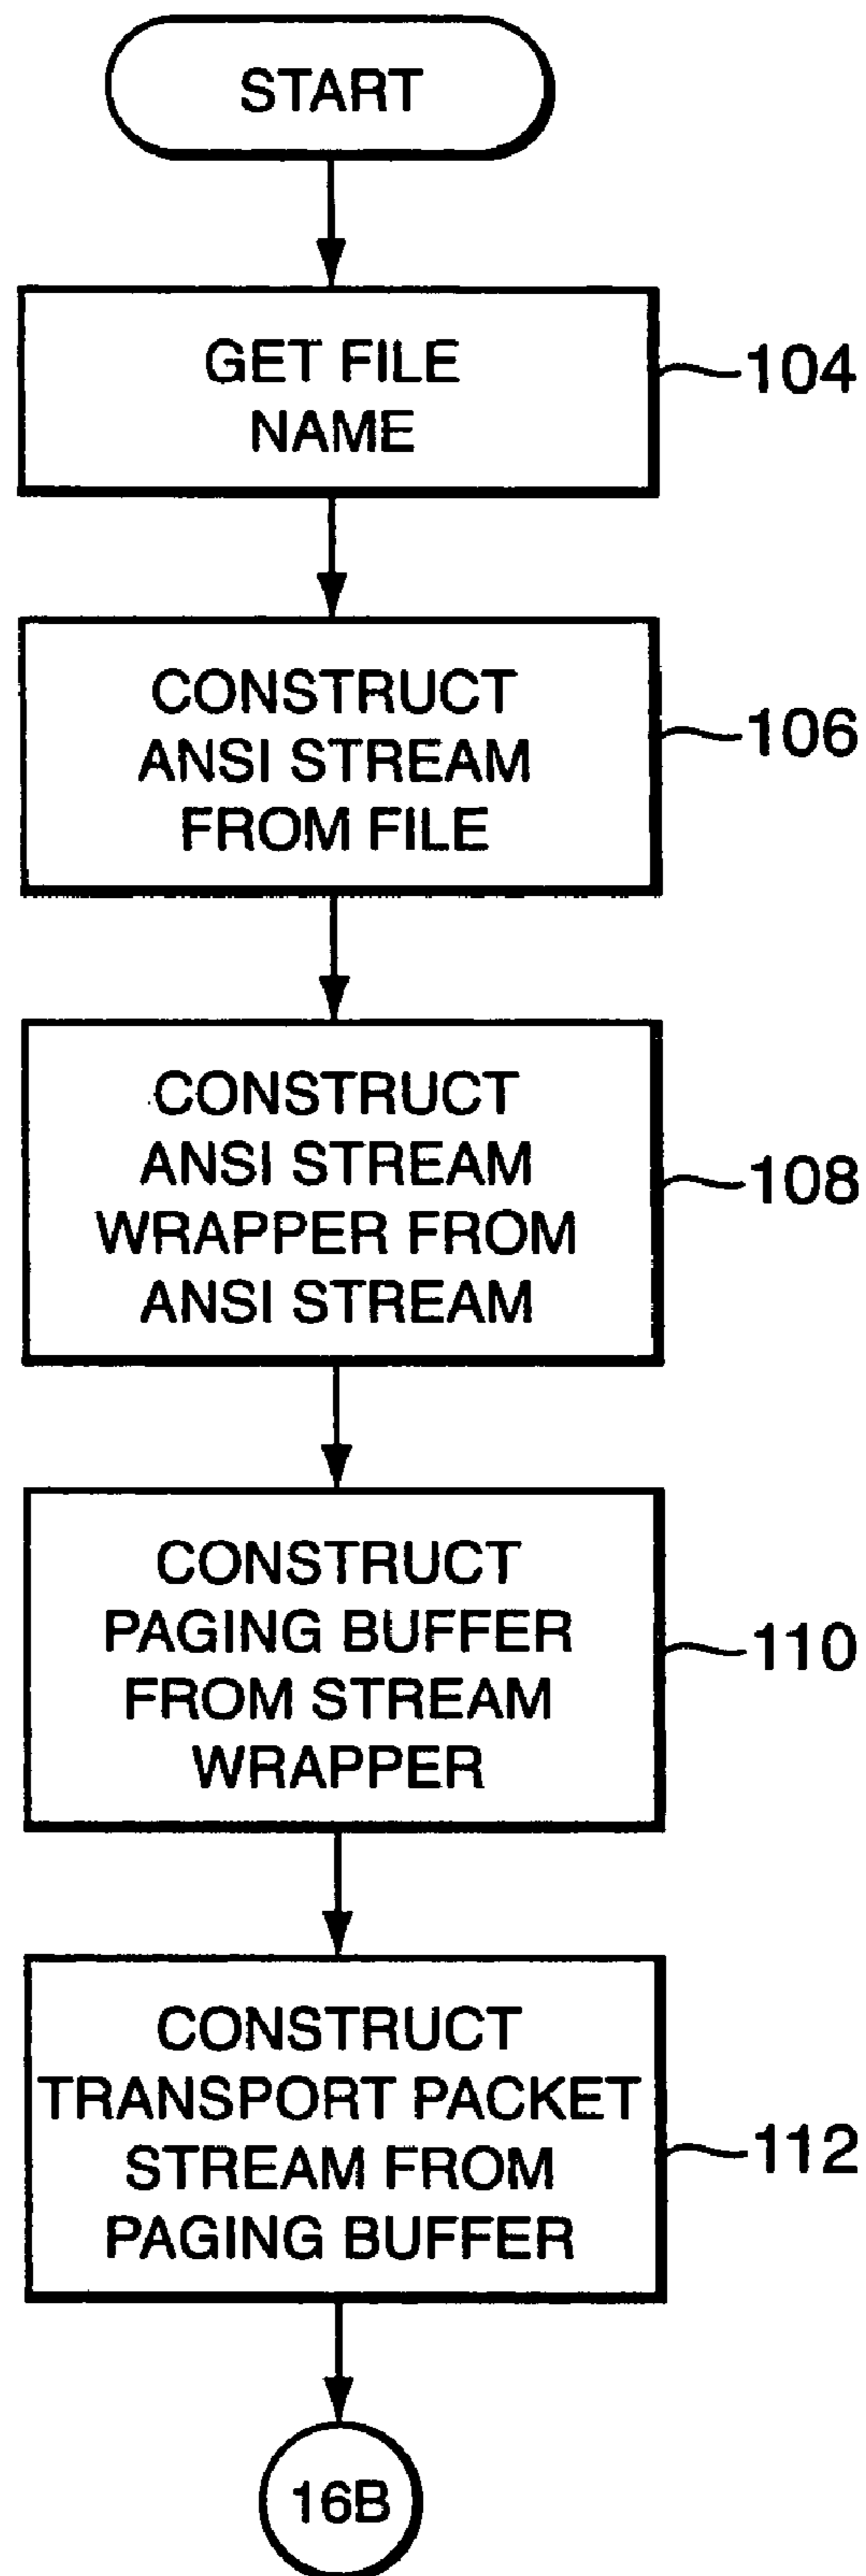 START
GET FILE
NAME
104
CONSTRUCT
ANSI STREAM
FROM FILE
106
CONSTRUCT
ANSI STREAM
WRAPPER FROM
ANSI STREAM
108
CONSTRUCT
PAGING BUFFER
FROM STREAM
WRAPPER
110
CONSTRUCT
TRANSPORT PACKET
STREAM FROM
PAGING BUFFER
112
16B